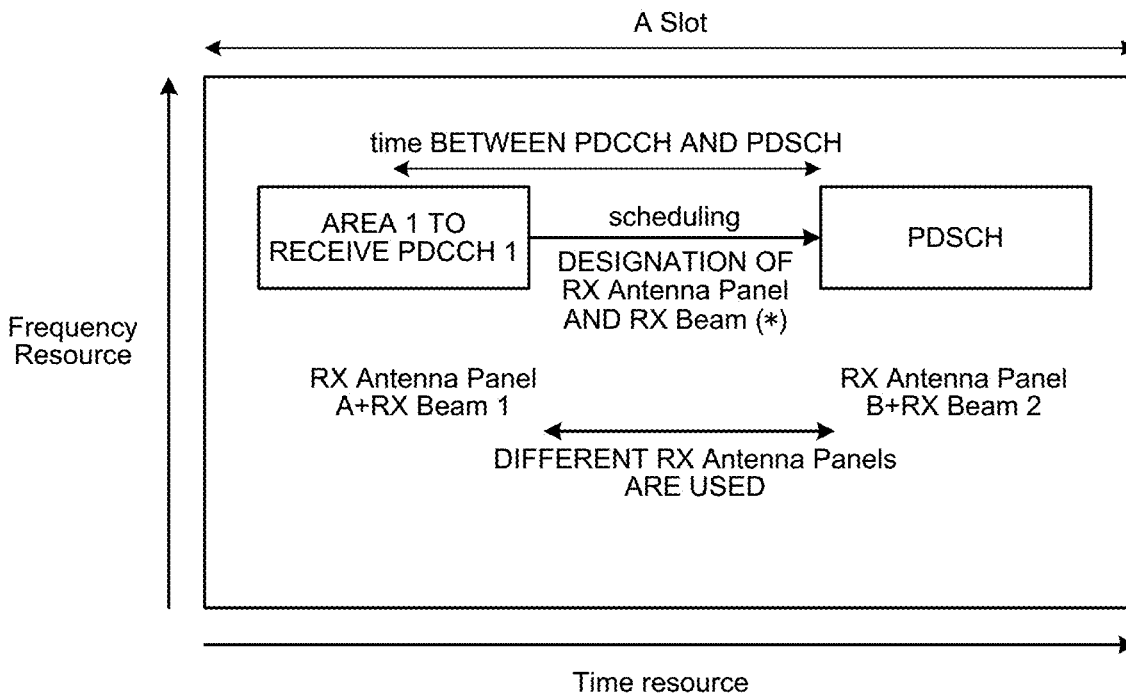 A Slot
time BETWEEN PDCCH AND PDSCH
AREA 1 TO
RECEIVE PDCCH 1
scheduling
DESIGNATION OF
RX Antenna Panel
AND RX Beam (*)
PDSCH
Frequency
Resource
RX Antenna Panel
A+RX Beam 1
RX Antenna Panel
B+RX Beam 2
DIFFERENT RX Antenna Panels
ARE USED
Time resource